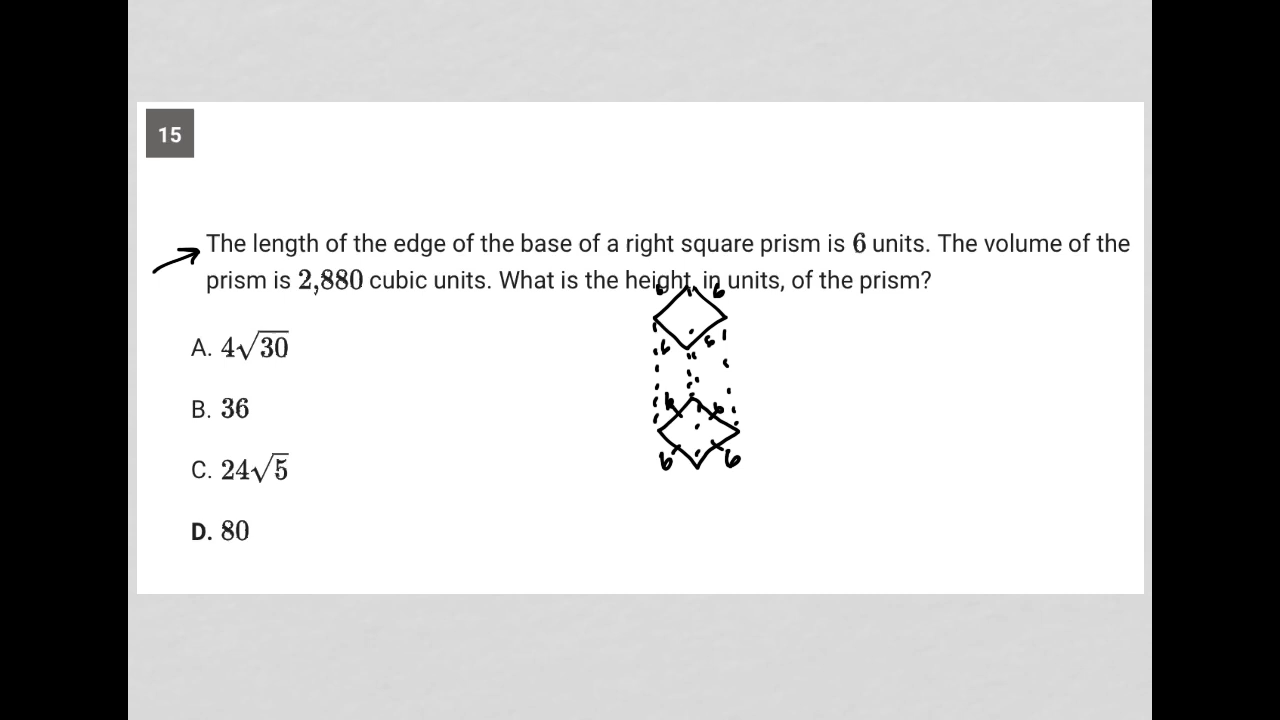 15
The length of the edge of the base of a right square prism is 6 units. The volume of the
prism is 2,880 cubic units. What is the height, in units, of the prism?
6 6
6 6
A. 4√30
6 6
B. 36
6 6
C. 24√5
D. 80